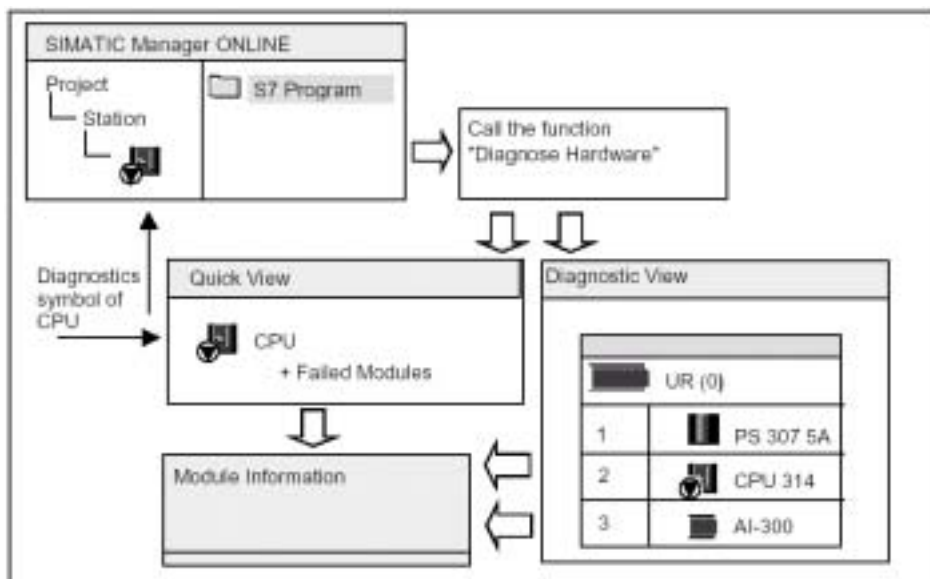 SIMATIC Manager ONLINE
Project
Station
S7 Program
Call the function
"Diagnose Hardware"
Diagnostics
symbol of
CPU
Quick View
CPU
+ Failed Modules
Diagnostic View
UR (0)
1 PS 307 5A
2 CPU 314
3 AI-300
Module Information